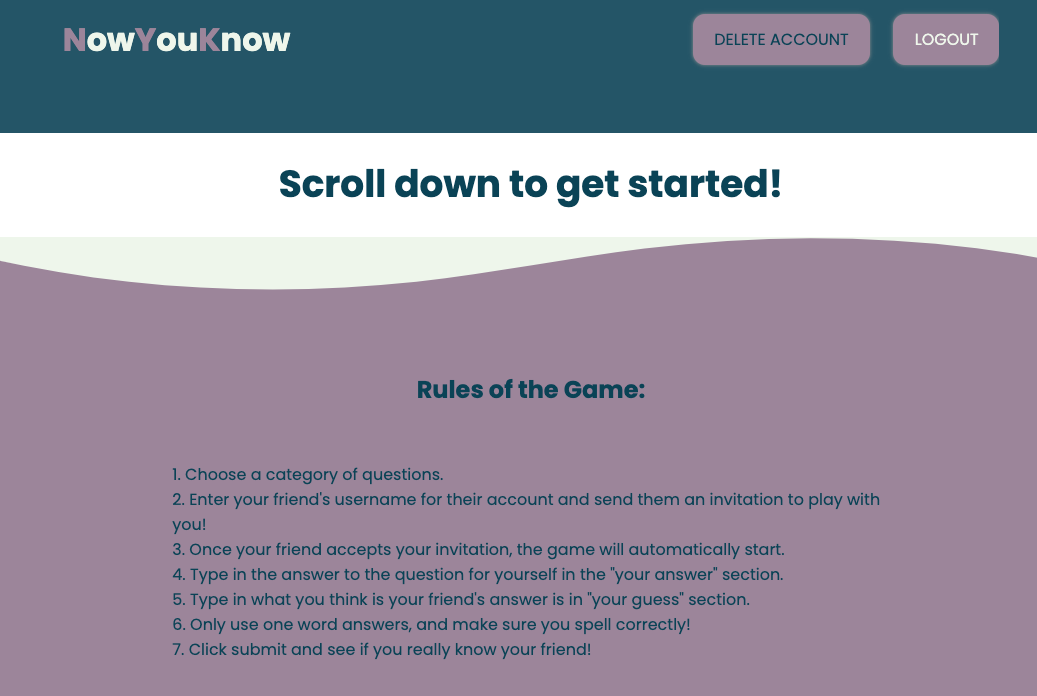 NowYouKnow
DELETE ACCOUNT
LOGOUT
Scroll down to get started!
Rules of the Game:
1. Choose a category of questions.
2. Enter your friend's username for their account and send them an invitation to play with
you!
3. Once your friend accepts your invitation, the game will automatically start.
4. Type in the answer to the question for yourself in the "your answer" section.
5. Type in what you think is your friend's answer is in "your guess" section.
6. Only use one word answers, and make sure you spell correctly!
7. Click submit and see if you really know your friend!